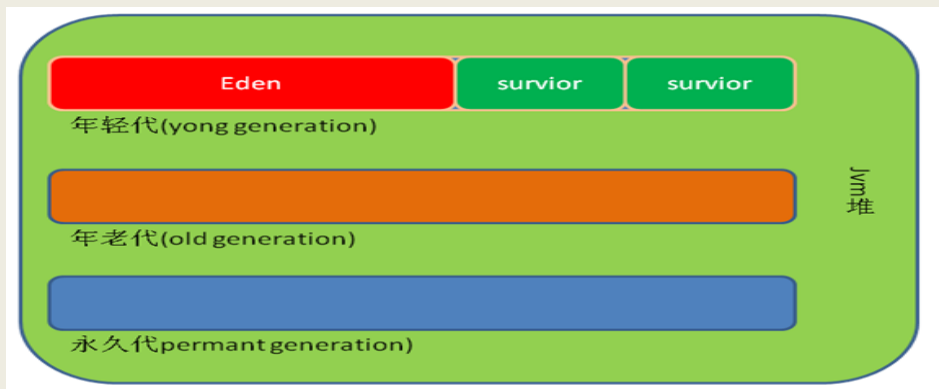 Eden survior survior
年轻代(yong generation)
Jvm堆
年老代(old generation)
永久代permant generation)